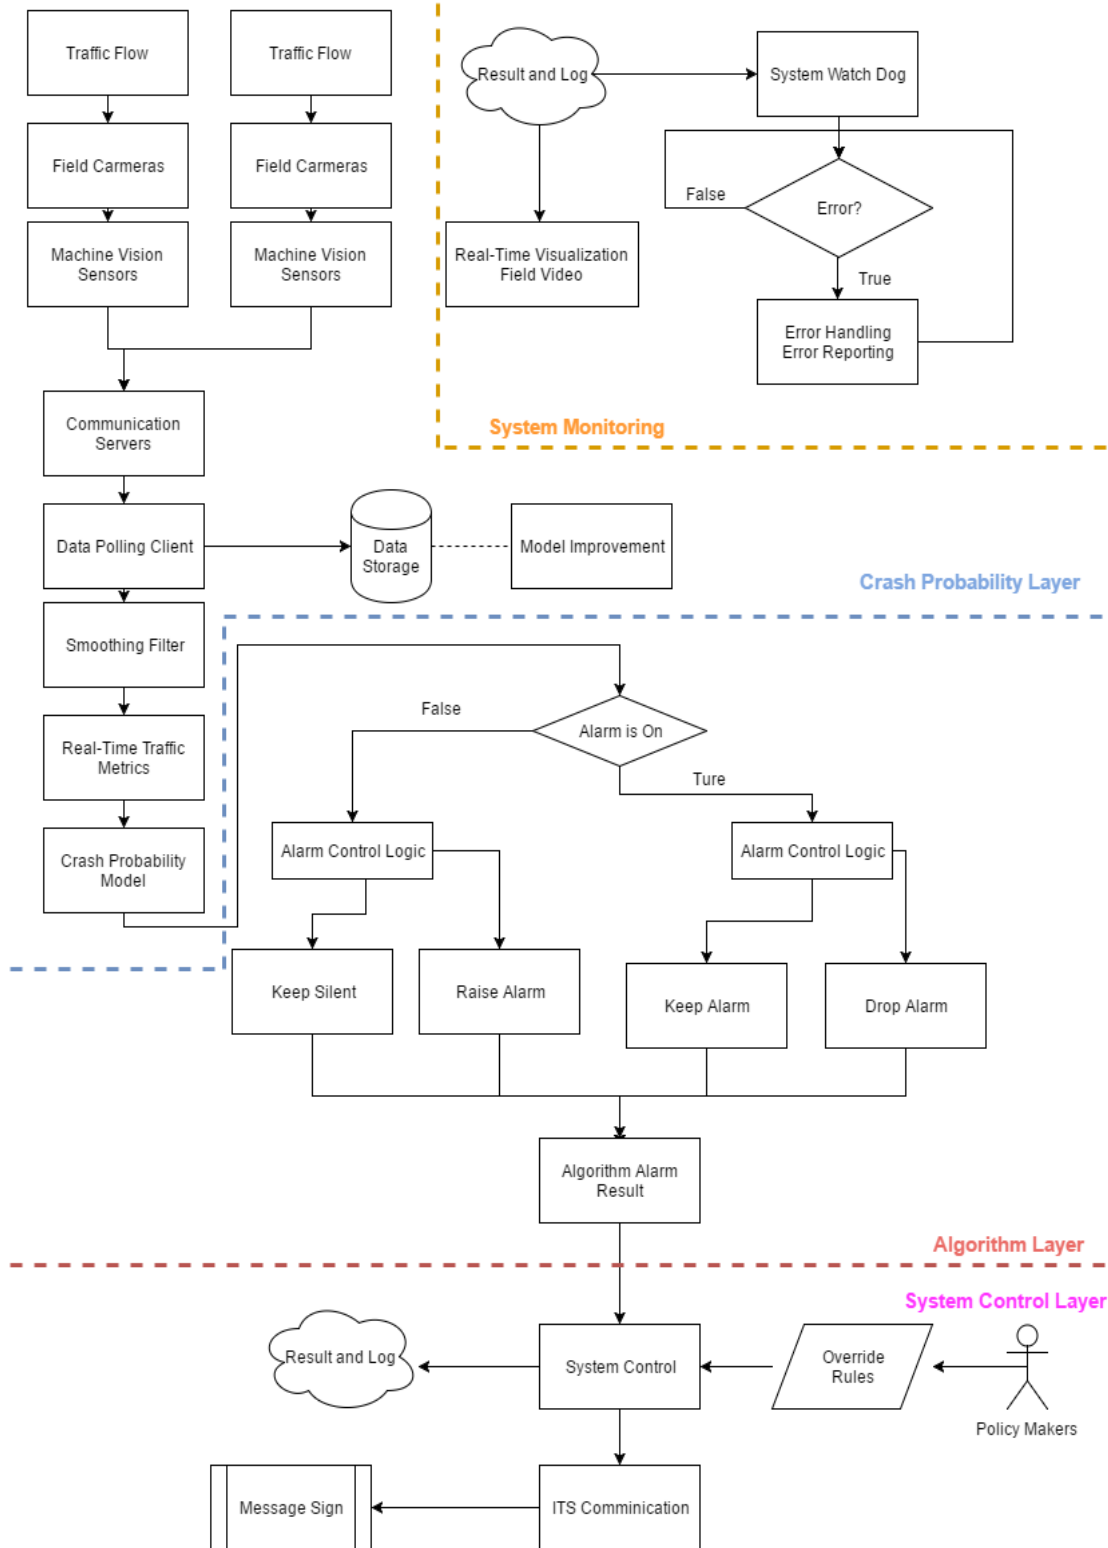 Traffic Flow
Traffic Flow
Field Carmeras
Field Carmeras
Machine Vision
Sensors
Machine Vision
Sensors
Result and Log
System Watch Dog
False
Error?
True
Real-Time Visualization
Field Video
Error Handling
Error Reporting
System Monitoring
Communication
Servers
Data Polling Client
Data
Storage
Model Improvement
Crash Probability Layer
Smoothing Filter
Real-Time Traffic
Metrics
Crash Probability
Model
False
Alarm is On
Ture
Alarm Control Logic
Alarm Control Logic
Keep Silent
Raise Alarm
Keep Alarm
Drop Alarm
Algorithm Alarm
Result
Algorithm Layer
System Control Layer
Result and Log
System Control
Override
Rules
Policy Makers
Message Sign
ITS Comminication